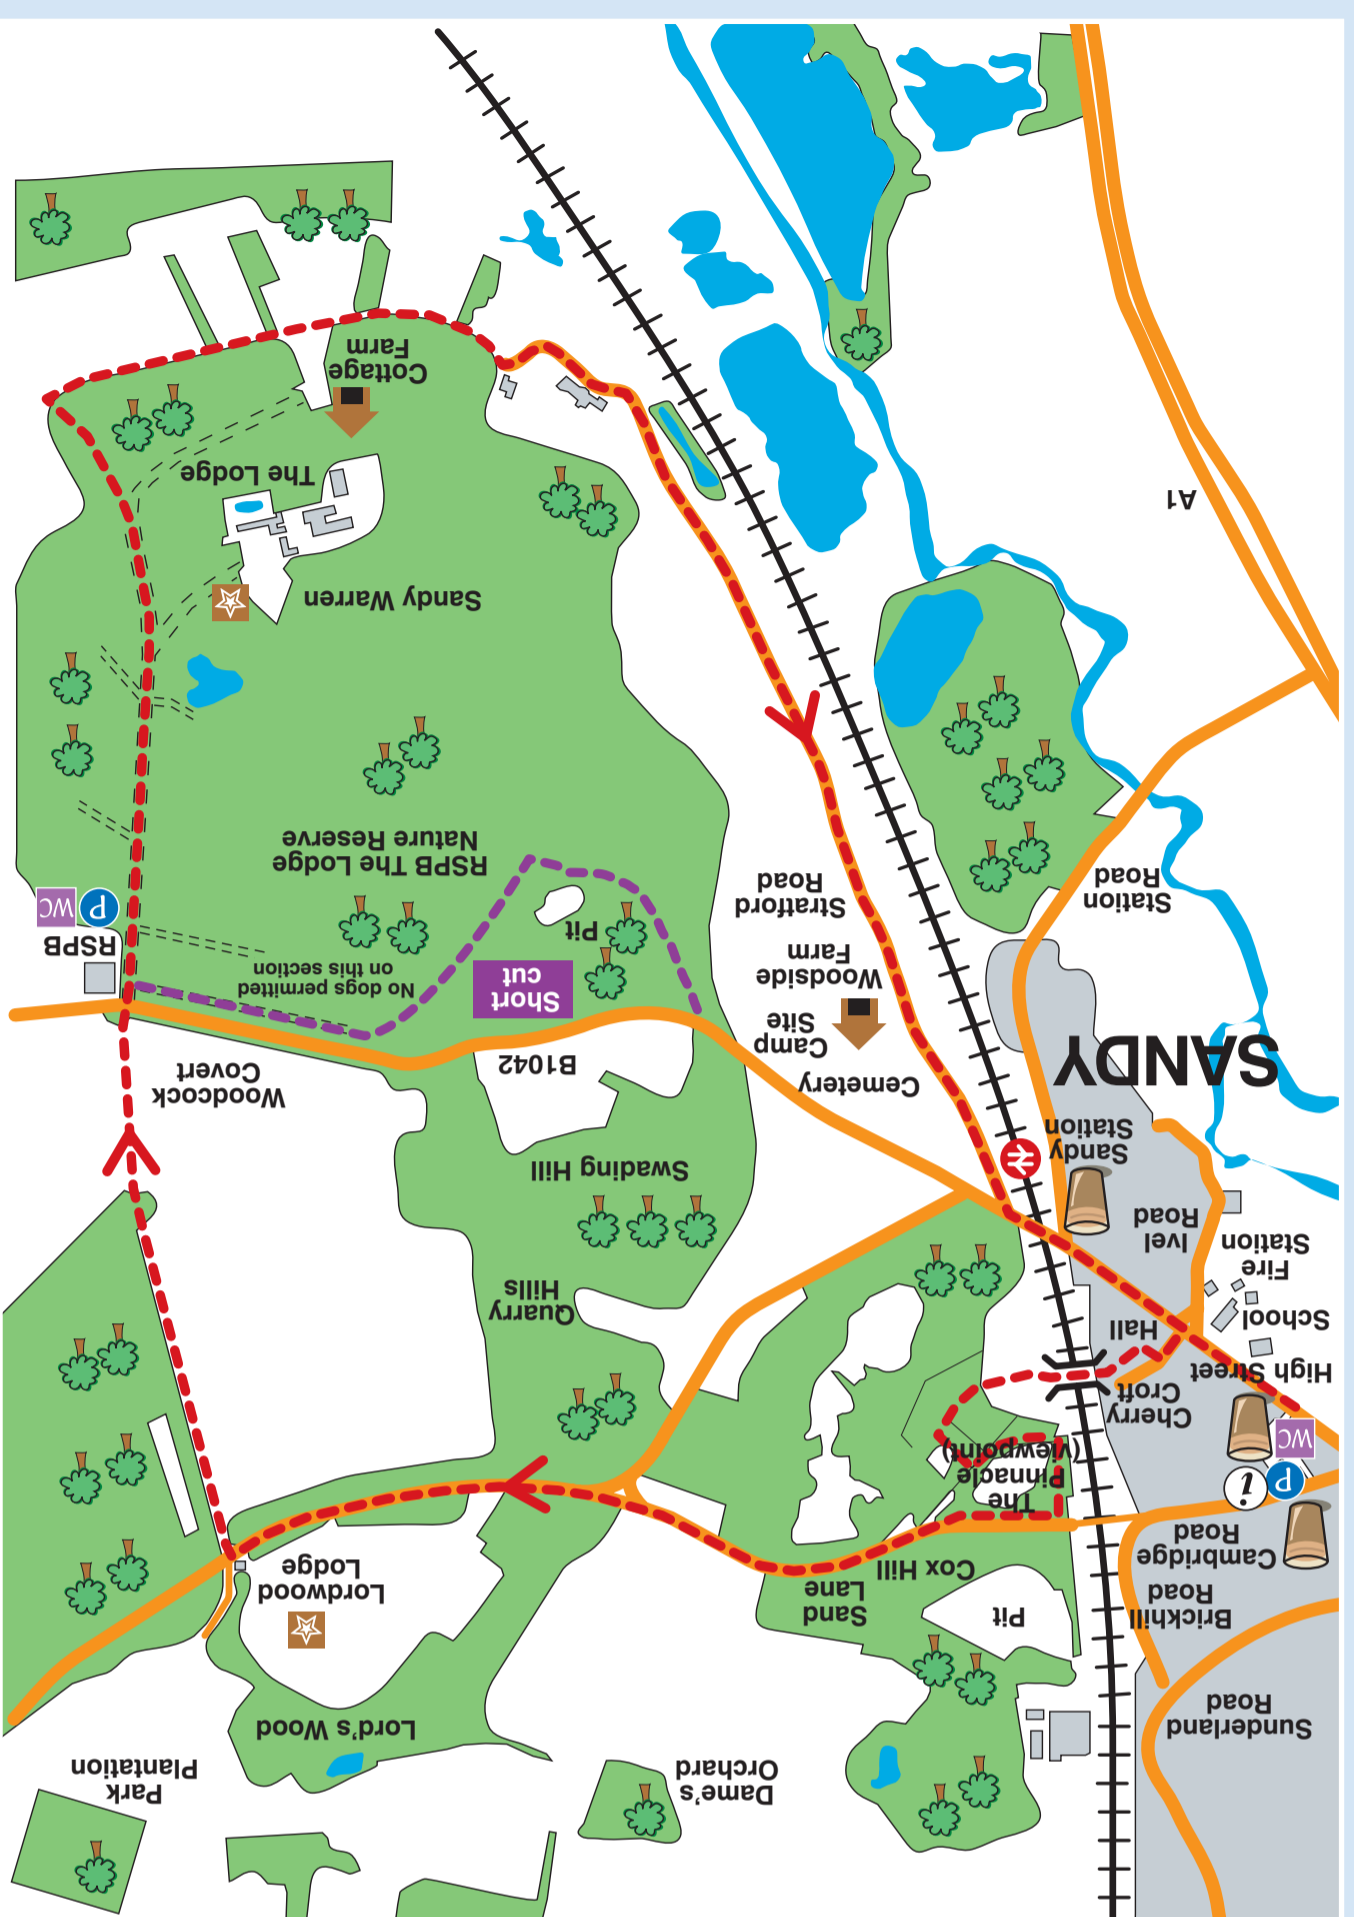 Park
Plantation
Dame's
Orchard
Sunderland
Road
Lord's Wood
Brickhill
Road
Pit
Sand
Lane
Lordwood
Lodge
Cambridge
Road
Cox Hill
i
P
WC
The
Pinnacle
(viewpoint)
Cherry
Croft
High Street
School
Hall
Quarry
Hills
Fire
Station
Ivel
Road
Swading Hill
Sandy
Station
SANDY
Cemetery
Woodcock
Covert
B1042
Camp
Site
Short
cut
No dogs permitted
on this section
Woodside
Farm
RSPB
P
WC
Pit
Station
Road
Stratford
Road
RSPB The Lodge
Nature Reserve
Sandy Warren
A1
The Lodge
Cottage
Farm